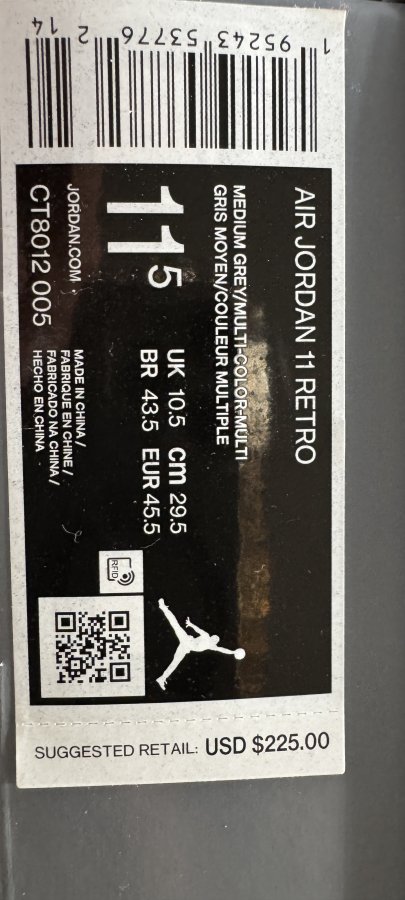 1 95243 53776 2 14
AIR JORDAN 11 RETRO
MEDIUM GREY/MULTI-COLOR-MULTI
GRIS MOYEN/COULEUR MULTIPLE
11 5
UK 10.5 cm 29.5
BR 43.5 EUR 45.5
JORDAN.COM
CT8012 005
MADE IN CHINA/
FABRIQUE EN CHINE/
FABRICADO NA CHINA/
HECHO EN CHINA
RFID
SUGGESTED RETAIL: USD $225.00